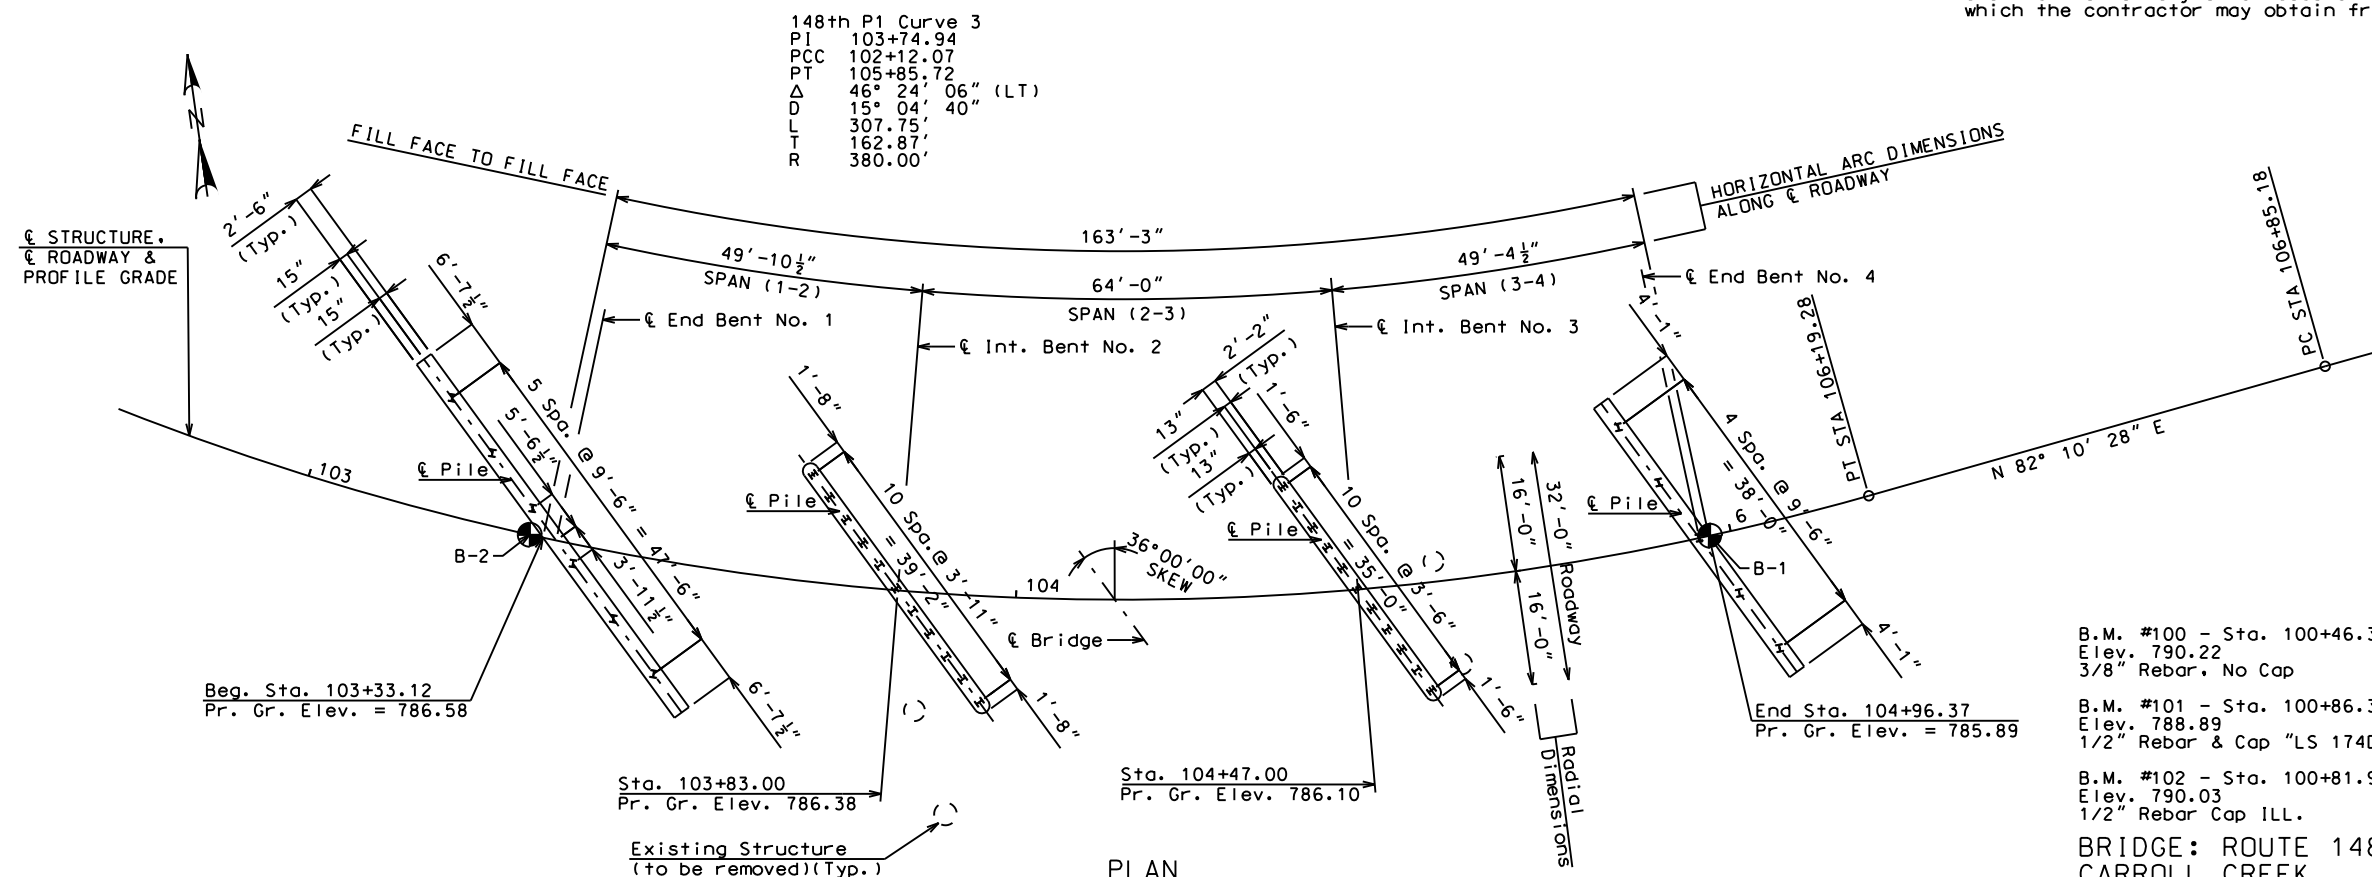 which the contractor may obtain fr
148th P1 Curve 3
PI 103+74.94
PCC 102+12.07
PT 105+85.72
Δ 46° 24' 06" (LT)
D 15° 04' 40"
L 307.75'
T 162.87'
R 380.00'
N
FILL FACE TO FILL FACE
163'-3"
HORIZONTAL ARC DIMENSIONS
ALONG ℄ ROADWAY
℄ STRUCTURE,
℄ ROADWAY &
PROFILE GRADE
2'-6"
(Typ.)
15"
(Typ.)
15"
(Typ.)
6'-7½"
49'-10½"
SPAN (1-2)
64'-0"
SPAN (2-3)
49'-4½"
SPAN (3-4)
℄ End Bent No. 1
℄ Int. Bent No. 2
℄ Int. Bent No. 3
℄ End Bent No. 4
PT STA 106+19.28
PC STA 106+85.18
N 82° 10' 28" E
103
℄ Pile
5 Spa. @ 9'-6" = 47'-6"
5'-6½"
3'-11½"
6'-7½"
B-2
Beg. Sta. 103+33.12
Pr. Gr. Elev. = 786.58
1'-8"
℄ Pile
10 Spa. @ 3'-11"
= 39'-2"
1'-8"
Sta. 103+83.00
Pr. Gr. Elev. 786.38
Existing Structure
(to be removed)(Typ.)
104
36°00'00"
SKEW
℄ Bridge
2'-2"
(Typ.)
13"
(Typ.)
13"
(Typ.)
1'-6"
℄ Pile
10 Spa. @ 3'-6"
= 35'-0"
1'-6"
Sta. 104+47.00
Pr. Gr. Elev. 786.10
16'-0"
16'-0"
32'-0" Roadway
Radial
Dimensions
4'-1"
℄ Pile
4 Spa. @ 9'-6"
= 38'-0"
4'-1"
6
B-1
End Sta. 104+96.37
Pr. Gr. Elev. = 785.89
B.M. #100 - Sta. 100+46.3
Elev. 790.22
3/8" Rebar, No Cap
B.M. #101 - Sta. 100+86.3
Elev. 788.89
1/2" Rebar & Cap "LS 174D
B.M. #102 - Sta. 100+81.9
Elev. 790.03
1/2" Rebar Cap ILL.
BRIDGE: ROUTE 148
CARROLL CREEK
PLAN